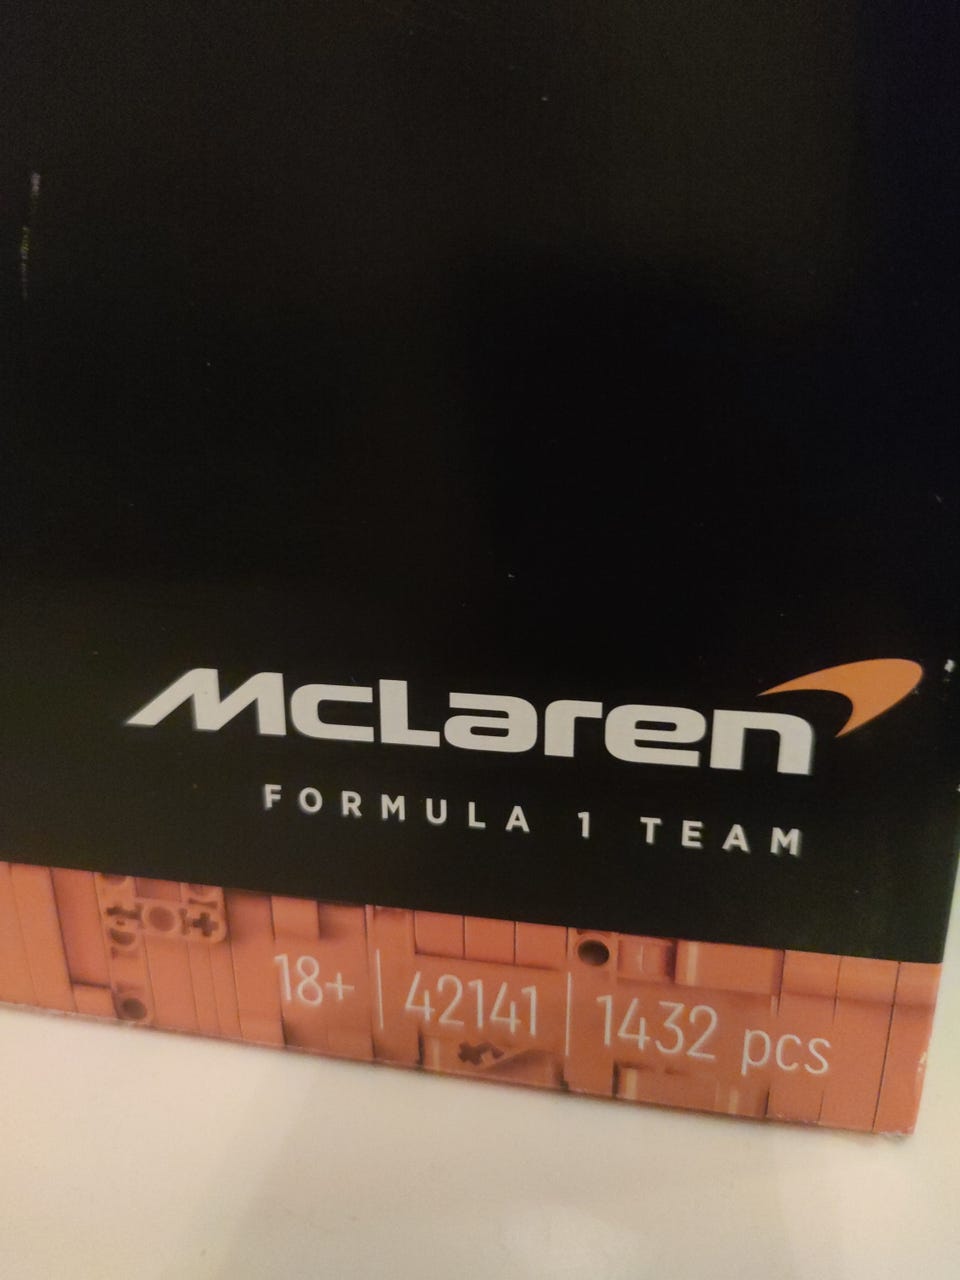 McLaren
FORMULA 1 TEAM
18+ | 42141 | 1432 pcs